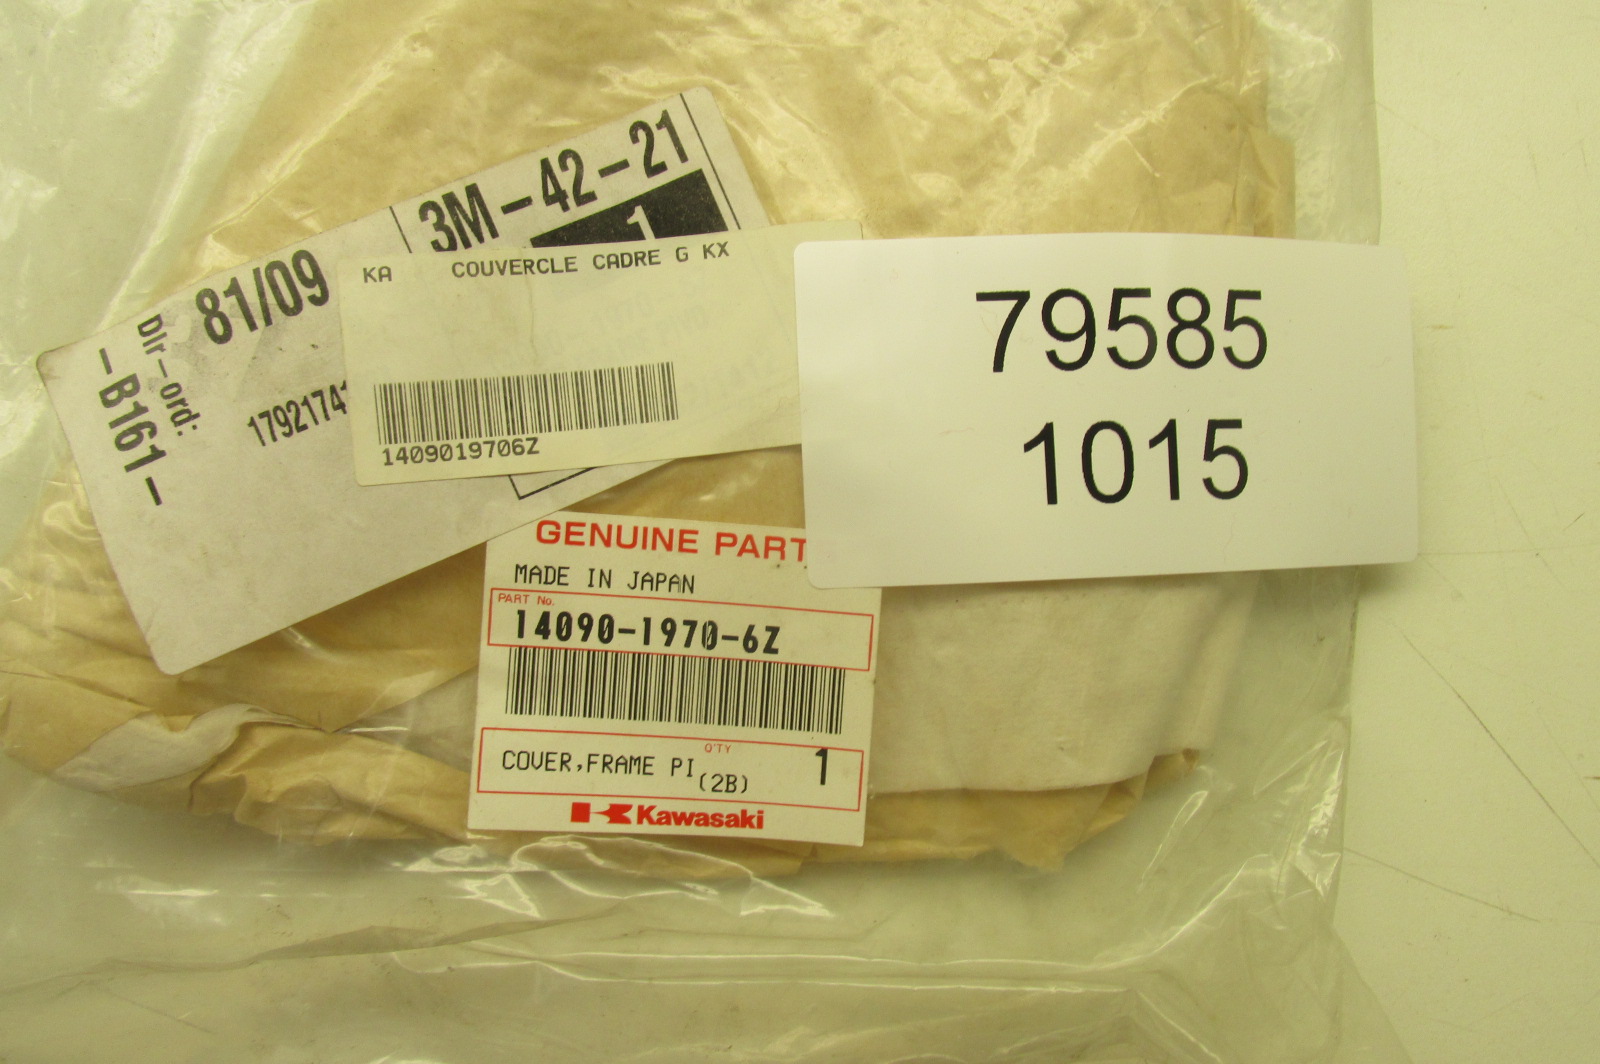 3M-42-21
1
81/09
Dlr-ord:
-B161-
1792174
KA COUVERCLE CADRE G KX
1409019706Z
79585
1015
GENUINE PART
MADE IN JAPAN
PART No.
14090-1970-6Z
Q'TY
COVER,FRAME PI 1
(2B)
Kawasaki